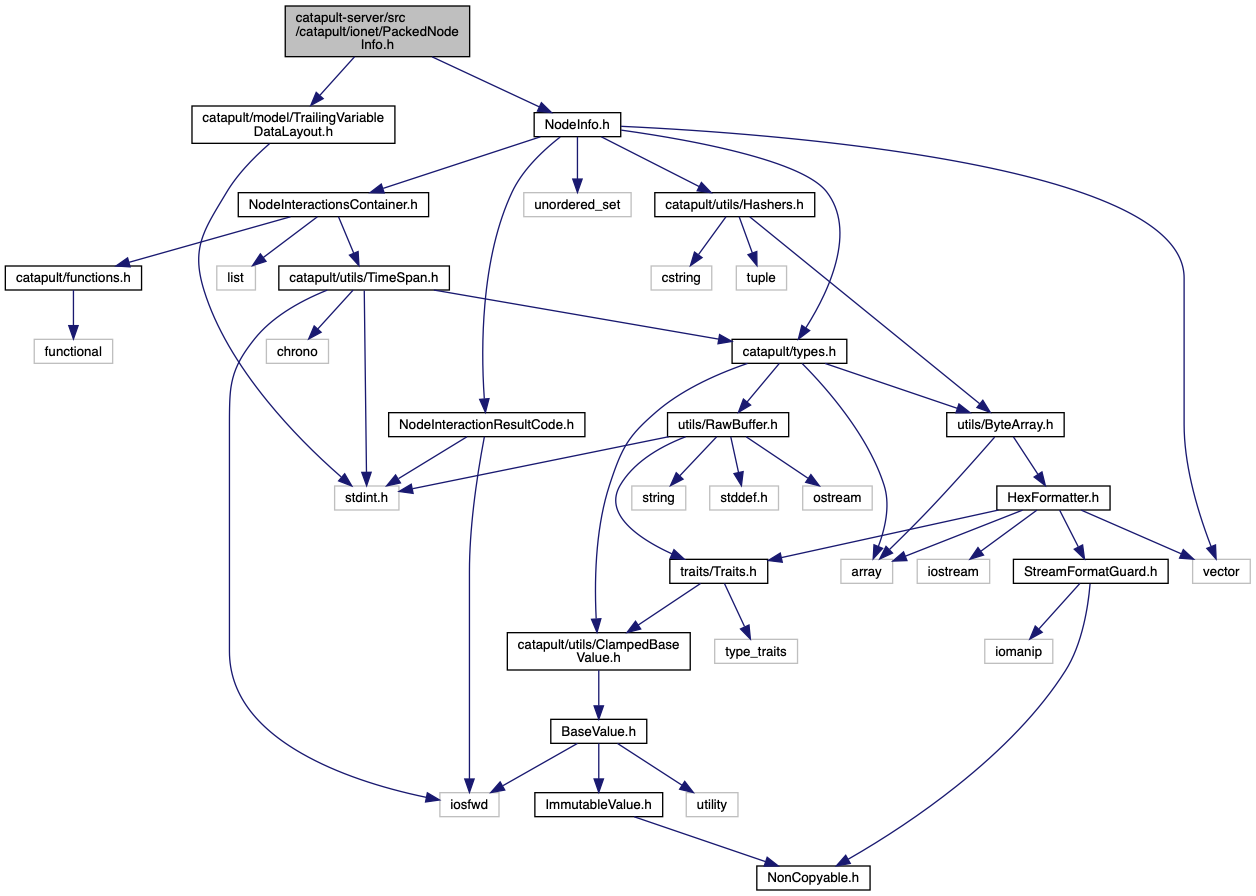 catapult-server/src
/catapult/ionet/PackedNode
Info.h
catapult/model/TrailingVariable
DataLayout.h
NodeInfo.h
NodeInteractionsContainer.h
unordered_set
catapult/utils/Hashers.h
catapult/functions.h
list
catapult/utils/TimeSpan.h
cstring
tuple
functional
chrono
catapult/types.h
NodeInteractionResultCode.h
utils/RawBuffer.h
utils/ByteArray.h
stdint.h
string
stddef.h
ostream
HexFormatter.h
traits/Traits.h
array
iostream
StreamFormatGuard.h
vector
catapult/utils/ClampedBase
Value.h
type_traits
iomanip
BaseValue.h
iosfwd
ImmutableValue.h
utility
NonCopyable.h